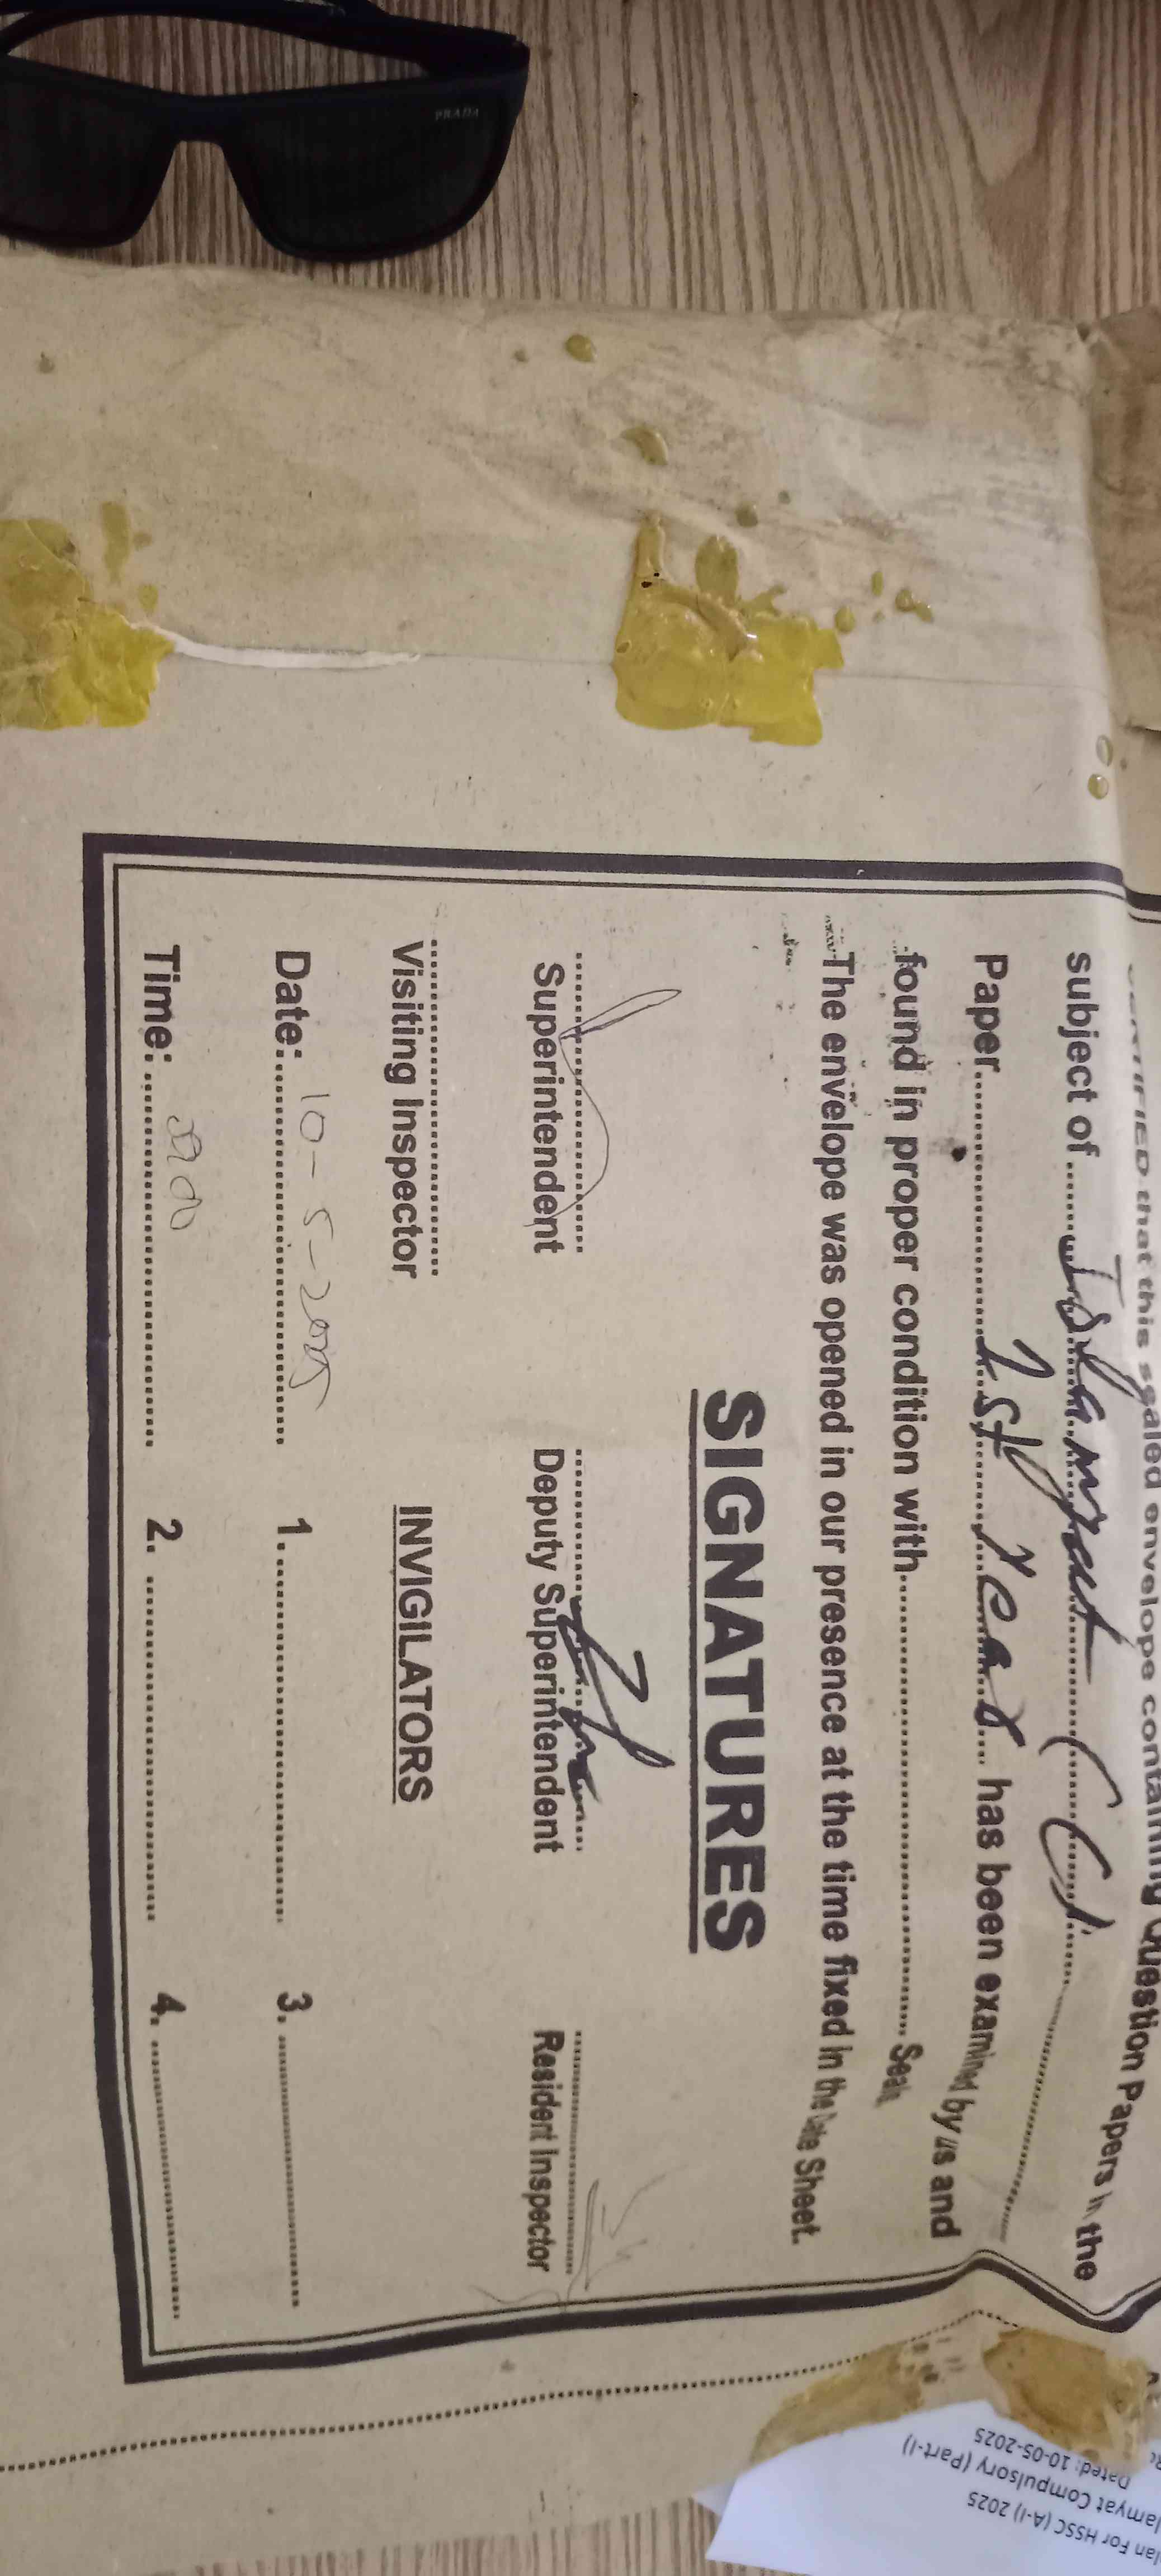 PRADA
CERTIFIED that this sealed envelope containing Question Papers in the
subject of Islamyat (C)
Paper 1st year has been examined by us and
found in proper condition with Seals.
The envelope was opened in our presence at the time fixed in the Date Sheet.
SIGNATURES
Superintendent Deputy Superintendent Resident Inspector
Visiting Inspector INVIGILATORS
Date: 10-5-2025 1. 3.
Time: 2. 4.
lan For HSSC (A-I) 2025
lamyat Compulsory (Part-I)
Dated: 10-05-2025